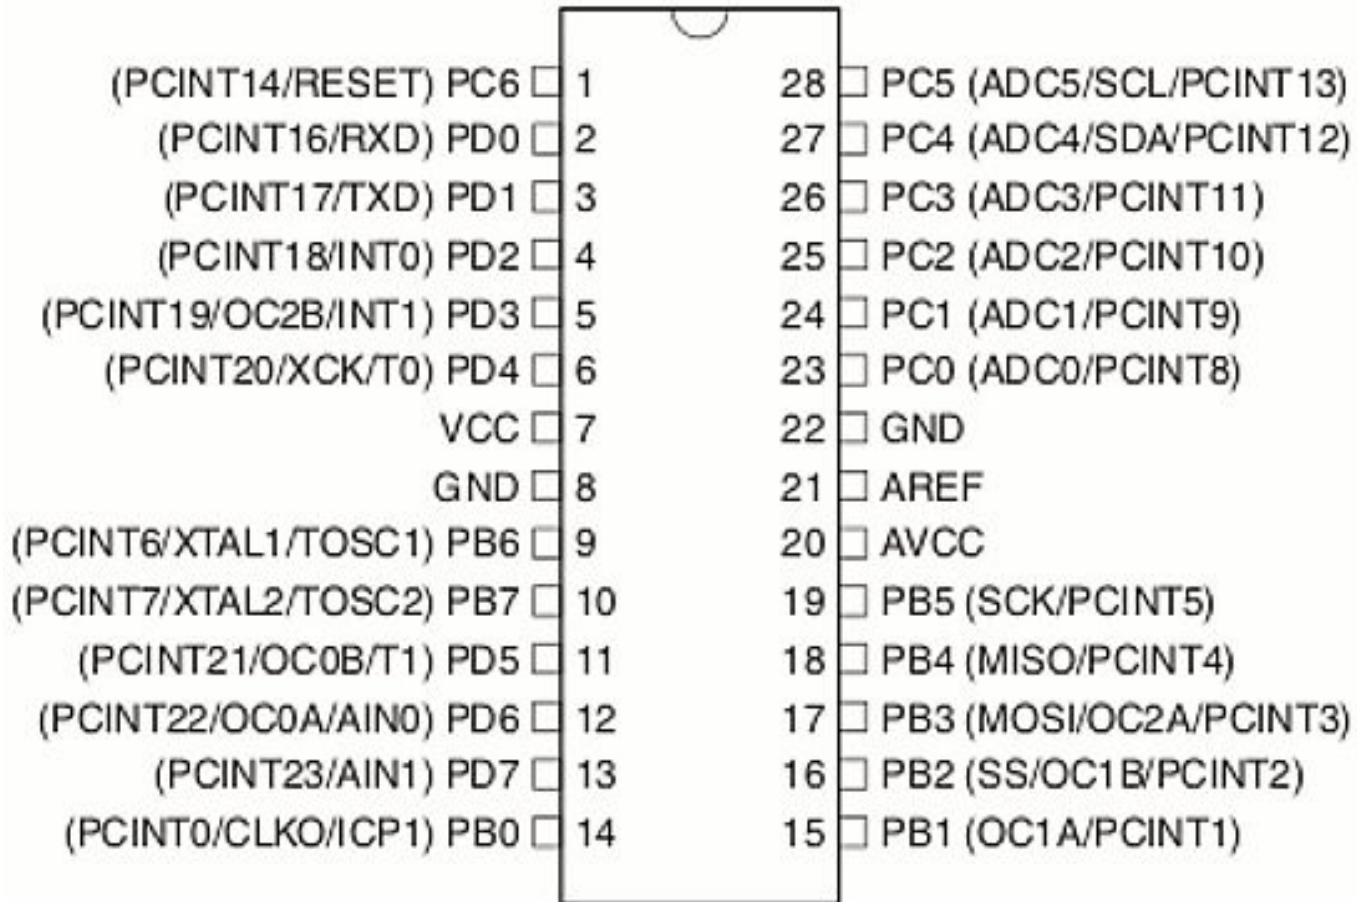 (PCINT14/RESET) PC6 1 28 PC5 (ADC5/SCL/PCINT13)
(PCINT16/RXD) PD0 2 27 PC4 (ADC4/SDA/PCINT12)
(PCINT17/TXD) PD1 3 26 PC3 (ADC3/PCINT11)
(PCINT18/INT0) PD2 4 25 PC2 (ADC2/PCINT10)
(PCINT19/OC2B/INT1) PD3 5 24 PC1 (ADC1/PCINT9)
(PCINT20/XCK/T0) PD4 6 23 PC0 (ADC0/PCINT8)
VCC 7 22 GND
GND 8 21 AREF
(PCINT6/XTAL1/TOSC1) PB6 9 20 AVCC
(PCINT7/XTAL2/TOSC2) PB7 10 19 PB5 (SCK/PCINT5)
(PCINT21/OC0B/T1) PD5 11 18 PB4 (MISO/PCINT4)
(PCINT22/OC0A/AIN0) PD6 12 17 PB3 (MOSI/OC2A/PCINT3)
(PCINT23/AIN1) PD7 13 16 PB2 (SS/OC1B/PCINT2)
(PCINT0/CLKO/ICP1) PB0 14 15 PB1 (OC1A/PCINT1)